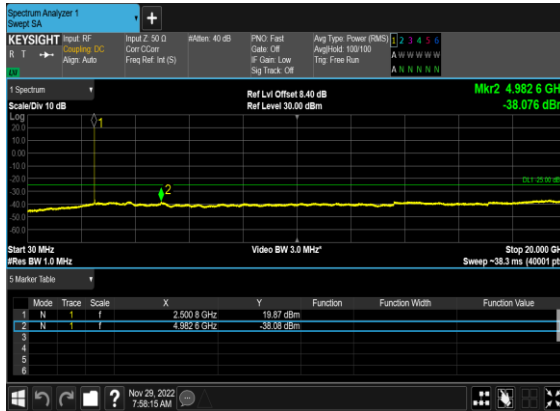 Spectrum Analyzer 1
Swept SA
+
KEYSIGHT Input: RF Input Z: 50 Ω #Atten: 40 dB PNO: Fast Avg Type: Power (RMS) 1 2 3 4 5 6
R T Coupling: DC Corr CCorr Gate: Off Avg|Hold: 100/100 A W W W W W
Align: Auto Freq Ref: Int (S) IF Gain: Low Trig: Free Run
LXI Sig Track: Off A N N N N N
1 Spectrum Ref Lvl Offset 8.40 dB Mkr2 4.982 6 GHz
Scale/Div 10 dB Ref Level 30.00 dBm -38.076 dBm
Log
20.0 1
10.0
0.00
-10.0
-20.0 DL1 -25.00 dB
-30.0 2
-40.0
-50.0
-60.0
Start 30 MHz Video BW 3.0 MHz* Stop 20.000 GH
#Res BW 1.0 MHz Sweep ~38.3 ms (40001 pt
5 Marker Table
Mode Trace Scale X Y Function Function Width Function Value
1 N 1 f 2.500 8 GHz 19.87 dBm
2 N 1 f 4.982 6 GHz -38.08 dBm
3
4
5
6
? Nov 29, 2022
7:58:15 AM